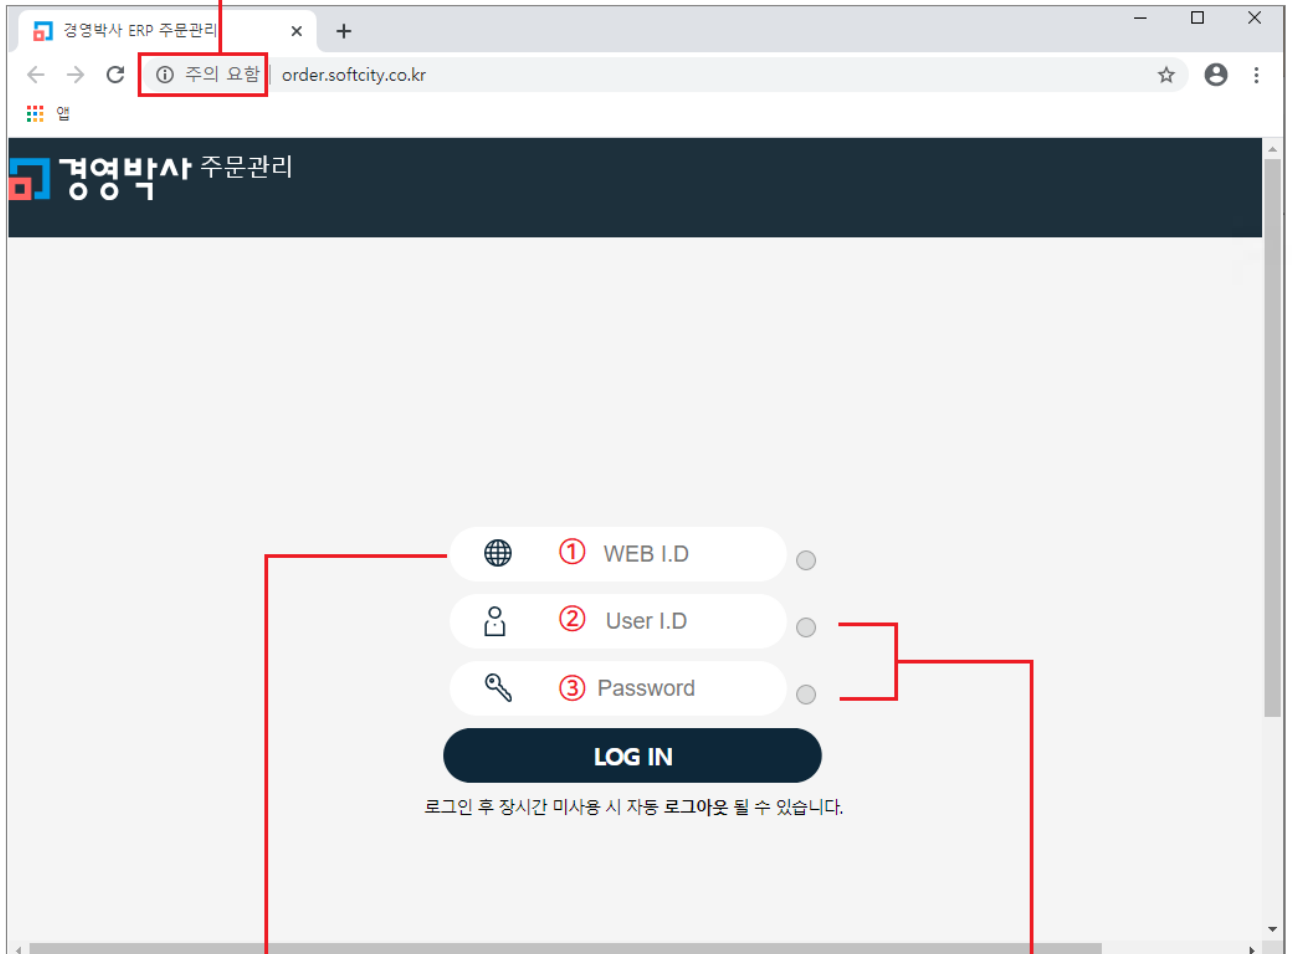 경영박사 ERP 주문관리
주의 요함 order.softcity.co.kr
앱
경영박사 주문관리
① WEB I.D
② User I.D
③ Password
LOG IN
로그인 후 장시간 미사용 시 자동 로그아웃 될 수 있습니다.